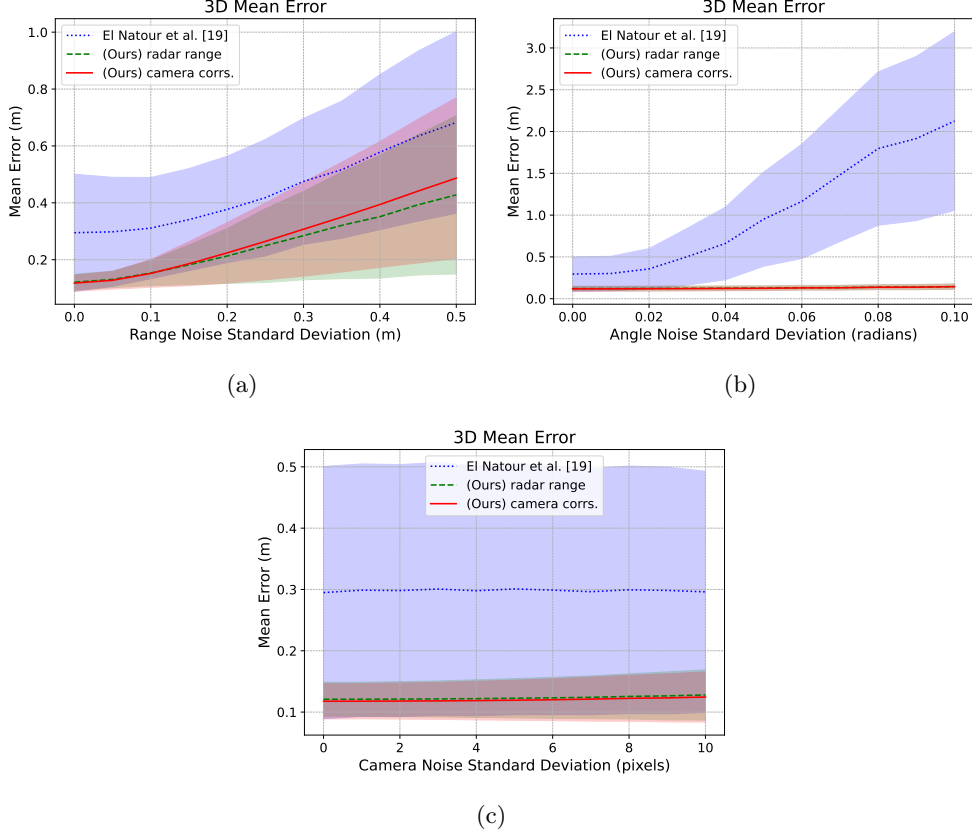 3D Mean Error
1.0
0.8
0.6
0.4
0.2
Mean Error (m)
El Natour et al. [19]
(Ours) radar range
(Ours) camera corrs.
0.0 0.1 0.2 0.3 0.4 0.5
Range Noise Standard Deviation (m)
(a)
3D Mean Error
3.0
2.5
2.0
1.5
1.0
0.5
0.0
Mean Error (m)
El Natour et al. [19]
(Ours) radar range
(Ours) camera corrs.
0.00 0.02 0.04 0.06 0.08 0.10
Angle Noise Standard Deviation (radians)
(b)
3D Mean Error
0.5
0.4
0.3
0.2
0.1
Mean Error (m)
El Natour et al. [19]
(Ours) radar range
(Ours) camera corrs.
0 2 4 6 8 10
Camera Noise Standard Deviation (pixels)
(c)